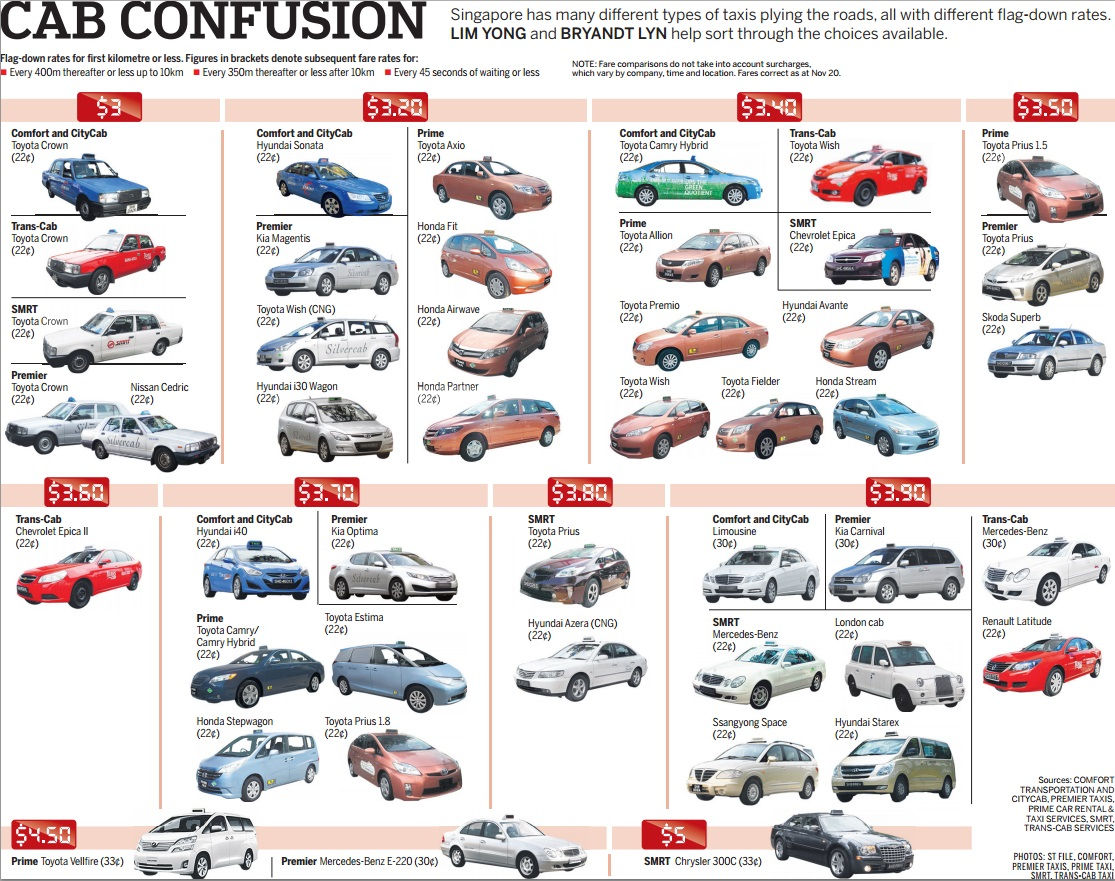 CAB CONFUSION
Singapore has many different types of taxis plying the roads, all with different flag-down rates.
LIM YONG and BRYANDT LYN help sort through the choices available.
Flag-down rates for first kilometre or less. Figures in brackets denote subsequent fare rates for:
Every 400m thereafter or less up to 10km Every 350m thereafter or less after 10km Every 45 seconds of waiting or less
NOTE: Fare comparisons do not take into account surcharges,
which vary by company, time and location. Fares correct as at Nov 20.
$3
Comfort and CityCab
Toyota Crown
(22¢)
Trans-Cab
Toyota Crown
(22¢)
SMRT
Toyota Crown
(22¢)
Premier
Toyota Crown
(22¢)
Nissan Cedric
(22¢)
$3.20
Comfort and CityCab
Hyundai Sonata
(22¢)
Premier
Kia Magentis
(22¢)
Toyota Wish (CNG)
(22¢)
Silvercab
Hyundai i30 Wagon
(22¢)
Prime
Toyota Axio
(22¢)
Honda Fit
(22¢)
Honda Airwave
(22¢)
Honda Partner
(22¢)
$3.40
Comfort and CityCab
Toyota Camry Hybrid
(22¢)
Trans-Cab
Toyota Wish
(22¢)
Prime
Toyota Allion
(22¢)
SMRT
Chevrolet Epica
(22¢)
Toyota Premio
(22¢)
Hyundai Avante
(22¢)
Toyota Wish
(22¢)
Toyota Fielder
(22¢)
Honda Stream
(22¢)
$3.50
Prime
Toyota Prius 1.5
(22¢)
Premier
Toyota Prius
(22¢)
Skoda Superb
(22¢)
$3.60
Trans-Cab
Chevrolet Epica II
(22¢)
$3.70
Comfort and CityCab
Hyundai i40
(22¢)
Premier
Kia Optima
(22¢)
Silvercab
Prime
Toyota Camry/
Camry Hybrid
(22¢)
Toyota Estima
(22¢)
Honda Stepwagon
(22¢)
Toyota Prius 1.8
(22¢)
$3.80
SMRT
Toyota Prius
(22¢)
Hyundai Azera (CNG)
(22¢)
$3.90
Comfort and CityCab
Limousine
(30¢)
Premier
Kia Carnival
(30¢)
Trans-Cab
Mercedes-Benz
(30¢)
SMRT
Mercedes-Benz
(22¢)
London cab
(22¢)
Renault Latitude
(22¢)
Ssangyong Space
(22¢)
Hyundai Starex
(22¢)
$4.50
Prime Toyota Vellfire (33¢)
Premier Mercedes-Benz E-220 (30¢)
$5
SMRT Chrysler 300C (33¢)
Sources: COMFORT
TRANSPORTATION AND
CITYCAB, PREMIER TAXIS,
PRIME CAR RENTAL &
TAXI SERVICES, SMRT,
TRANS-CAB SERVICES
PHOTOS: ST FILE, COMFORT,
PREMIER TAXIS, PRIME TAXI,
SMRT, TRANS-CAB TAXI